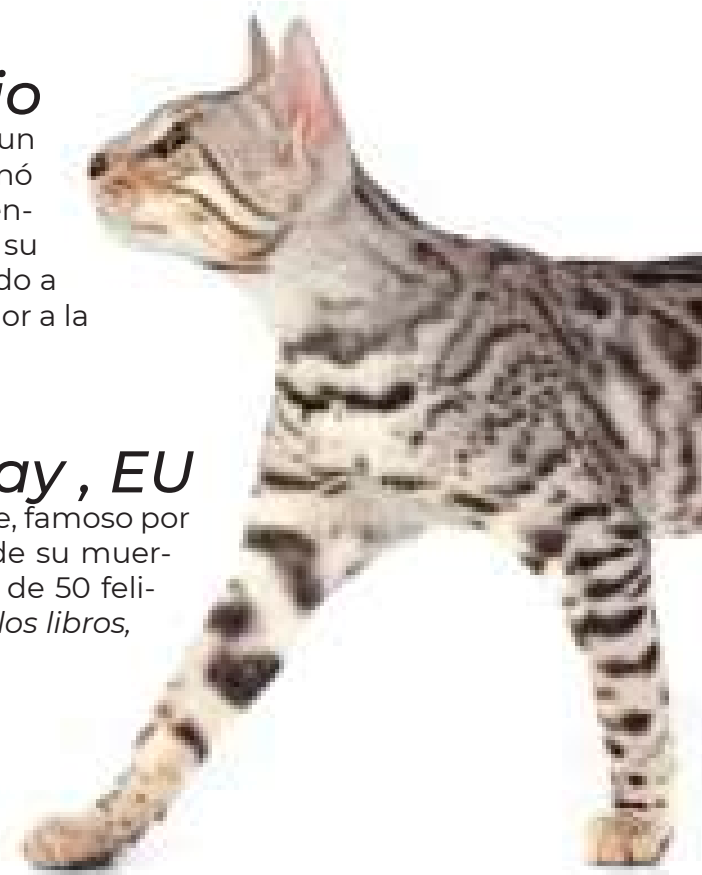 io
un
nó
en-
su
do a
or a la
ay , EU
e, famoso por
de su muer-
de 50 feli-
los libros,